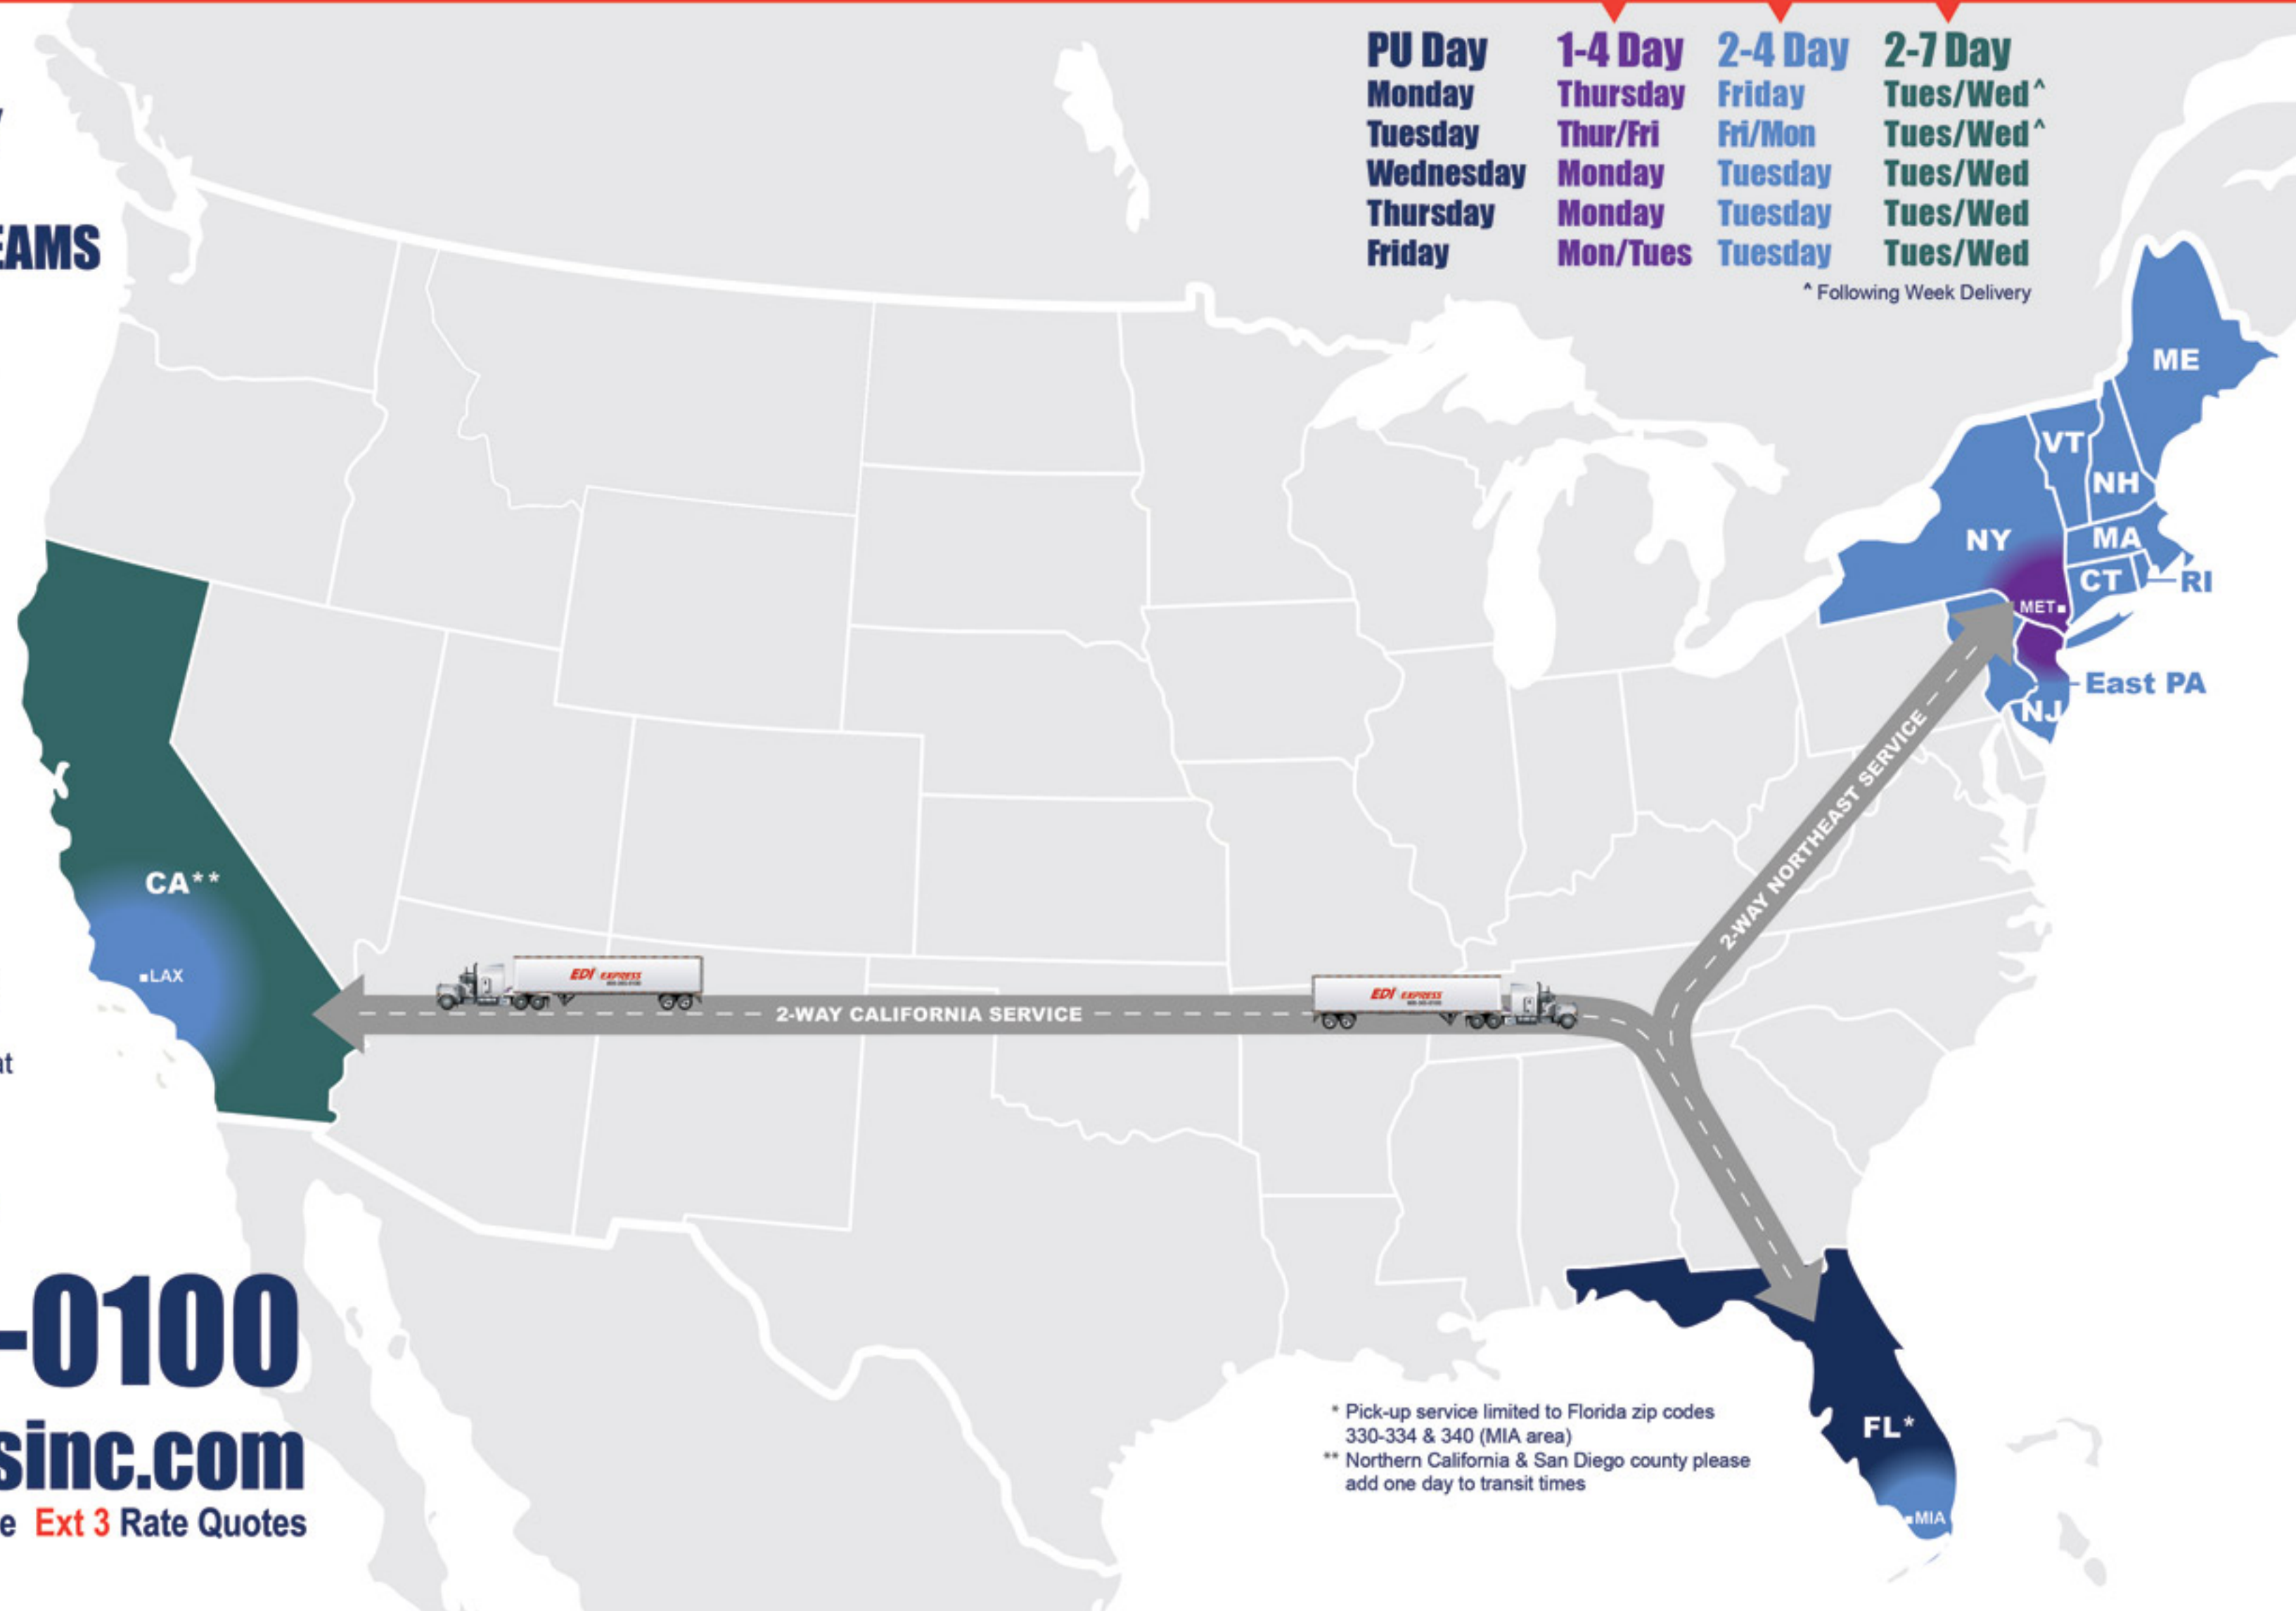 EAMS
PU Day 1-4 Day 2-4 Day 2-7 Day
Monday Thursday Friday Tues/Wed^
Tuesday Thur/Fri Fri/Mon Tues/Wed^
Wednesday Monday Tuesday Tues/Wed
Thursday Monday Tuesday Tues/Wed
Friday Mon/Tues Tuesday Tues/Wed
^ Following Week Delivery
ME
VT
NH
NY
MA
CT
RI
MET
East PA
NJ
2-WAY NORTHEAST SERVICE
CA**
LAX
EDI EXPRESS
2-WAY CALIFORNIA SERVICE
EDI EXPRESS
at
-0100
sinc.com
e Ext 3 Rate Quotes
* Pick-up service limited to Florida zip codes
330-334 & 340 (MIA area)
** Northern California & San Diego county please
add one day to transit times
FL*
MIA